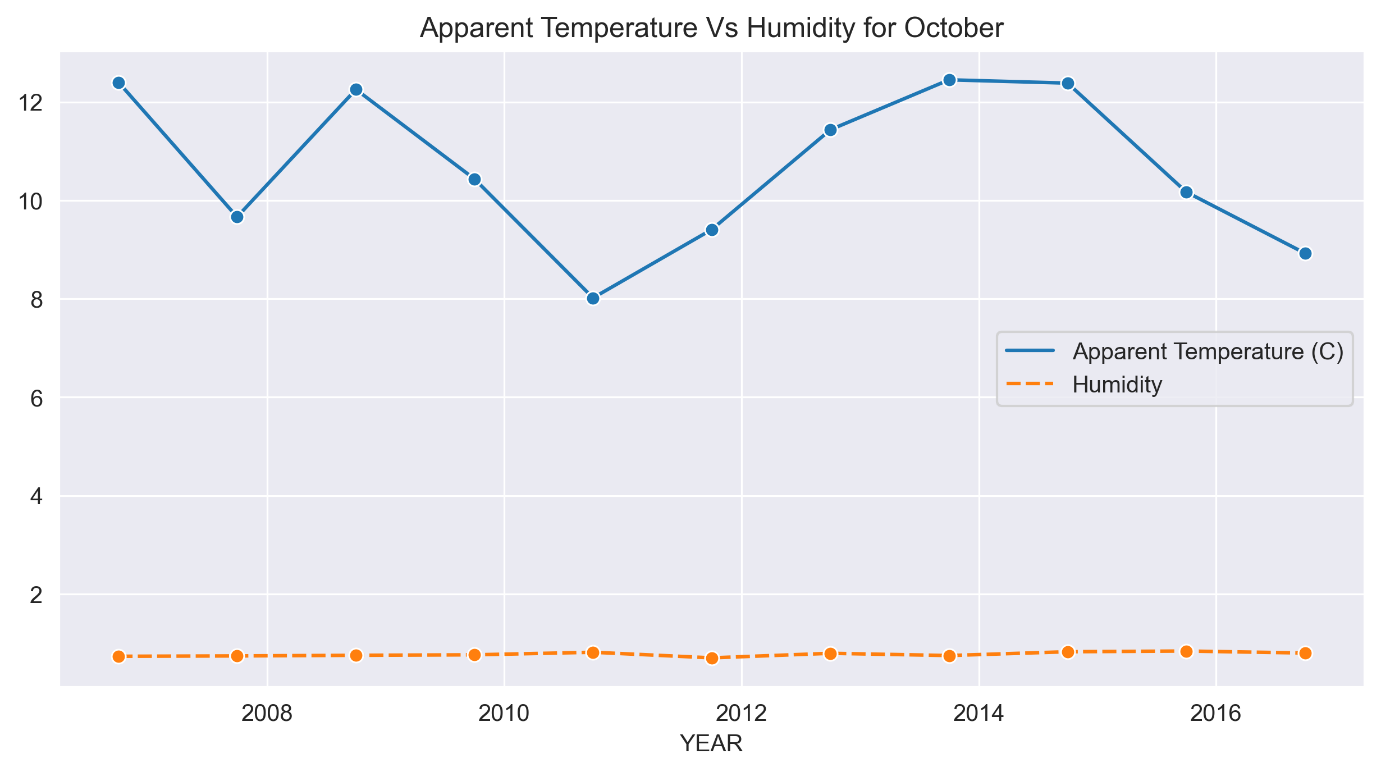 Apparent Temperature Vs Humidity for October
12
10
8
6
4
2
Apparent Temperature (C)
Humidity
2008 2010 2012 2014 2016
YEAR